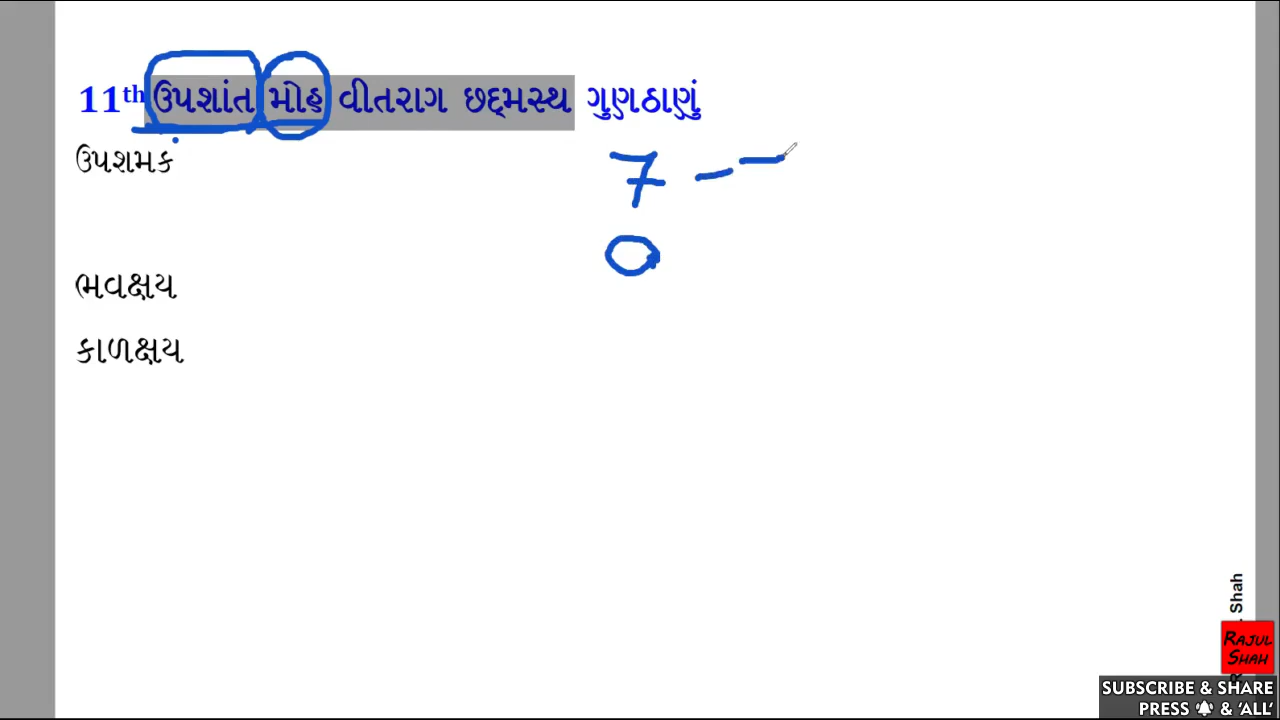 11th ઉપશાંત મોહ વીતરાગ છદ્મસ્થ ગુણઠાણું
ઉપશમક
7
0
ભવક્ષય
કાળક્ષય
Shah
RAJUL
SHAH
SUBSCRIBE & SHARE
PRESS 🔔 & 'ALL'